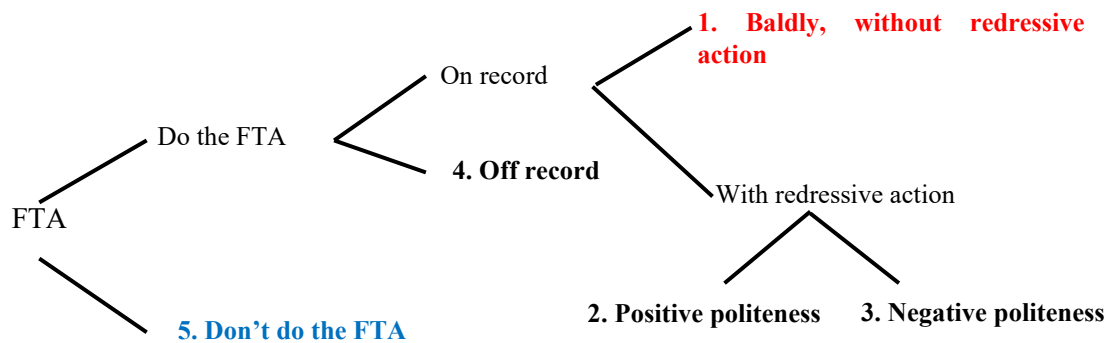 1. Baldly, without redressive
action
On record
Do the FTA
4. Off record
With redressive action
FTA
2. Positive politeness
3. Negative politeness
5. Don’t do the FTA